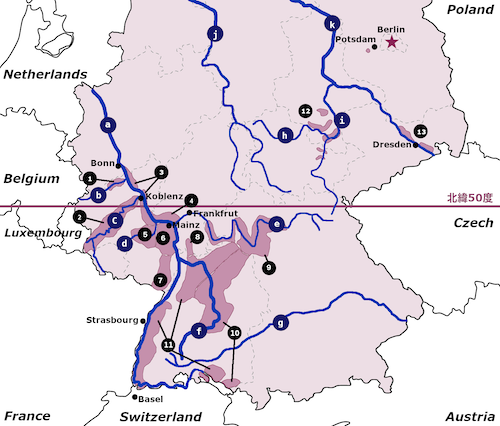 Poland
j
k
Berlin
Potsdam
Netherlands
12
a
i
h
13
Dresden
Bonn
3
1
Belgium
b
Koblenz
北緯50度
4
2
c
Frankfrut
Luxembourg
Mainz
e
Czech
d
5
6
8
9
7
Strasbourg
f
g
10
11
Basel
France
Switzerland
Austria